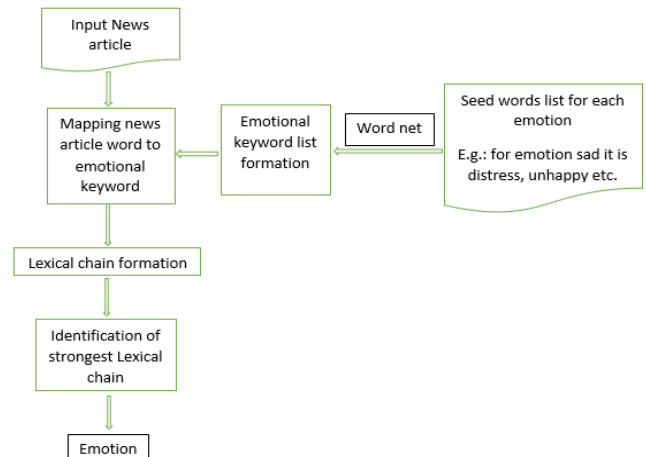 Input News
article
Mapping news
article word to
emotional
keyword
Emotional
keyword list
formation
Word net
Seed words list for each
emotion
E.g.: for emotion sad it is
distress, unhappy etc.
Lexical chain formation
Identification of
strongest Lexical
chain
Emotion